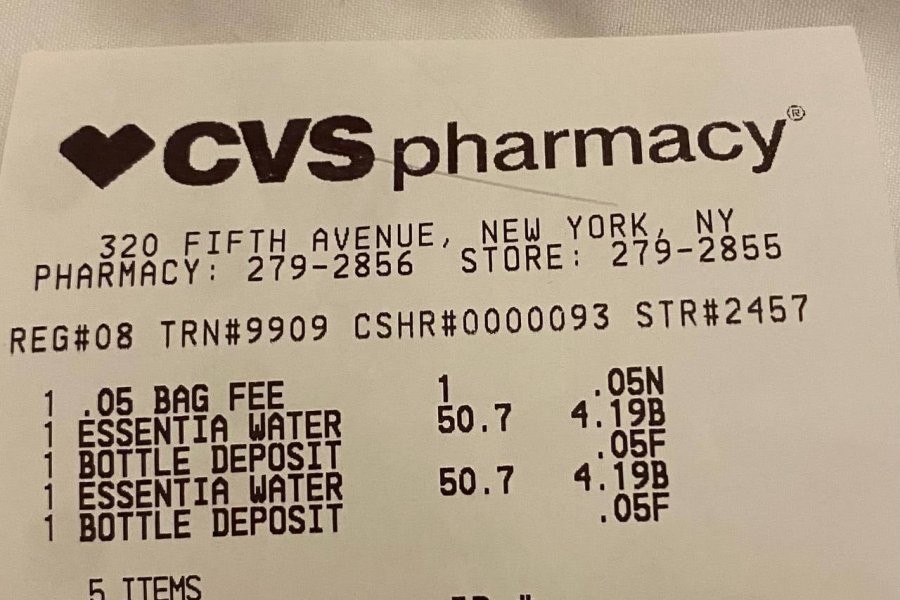 CVS pharmacy®
320 FIFTH AVENUE, NEW YORK, NY
PHARMACY: 279-2856 STORE: 279-2855
REG#08 TRN#9909 CSHR#0000093 STR#2457
1 .05 BAG FEE 1 .05N
1 ESSENTIA WATER 50.7 4.19B
1 BOTTLE DEPOSIT .05F
1 ESSENTIA WATER 50.7 4.19B
1 BOTTLE DEPOSIT .05F
5 ITEMS